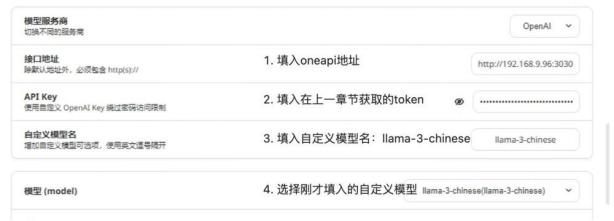 模型服务商
切换不同的服务商
OpenAI
接口地址
除默认地址外，必须包含 http(s)://
1. 填入oneapi地址
http://192.168.9.96:3030
API Key
使用自定义 OpenAI Key 绕过密码访问限制
2. 填入在上一章节获取的token
自定义模型名
增加自定义模型可选项，使用英文逗号隔开
3. 填入自定义模型名：llama-3-chinese
llama-3-chinese
模型 (model)
4. 选择刚才填入的自定义模型
llama-3-chinese(llama-3-chinese)